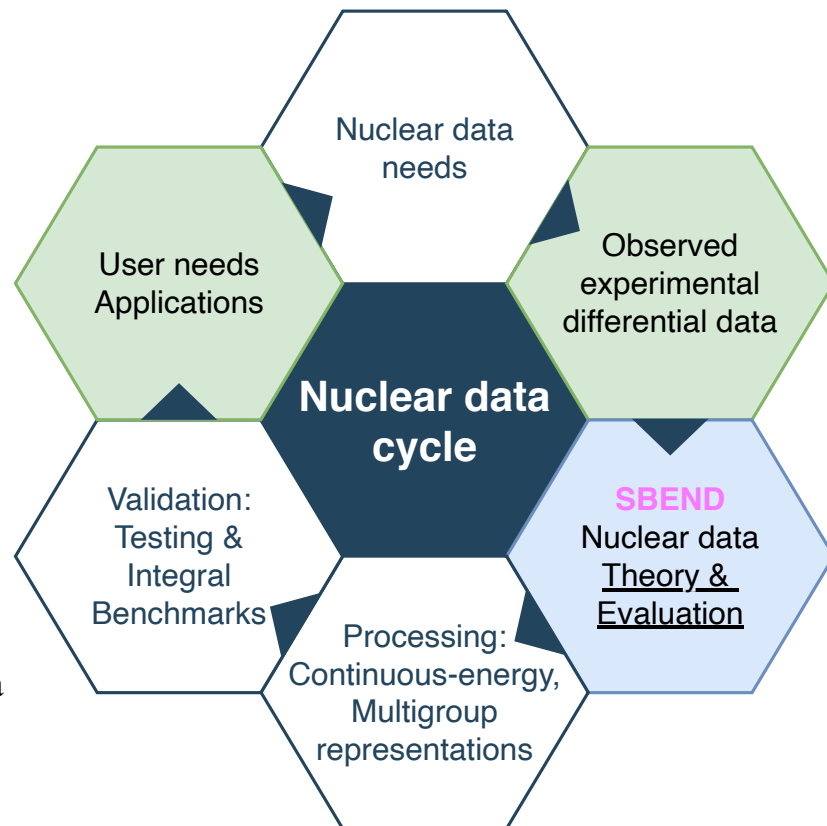 Nuclear data
needs
User needs
Applications
Observed
experimental
differential data
Nuclear data
cycle
Validation:
Testing &
Integral
Benchmarks
SBEND
Nuclear data
Theory &
Evaluation
Processing:
Continuous-energy,
Multigroup
representations